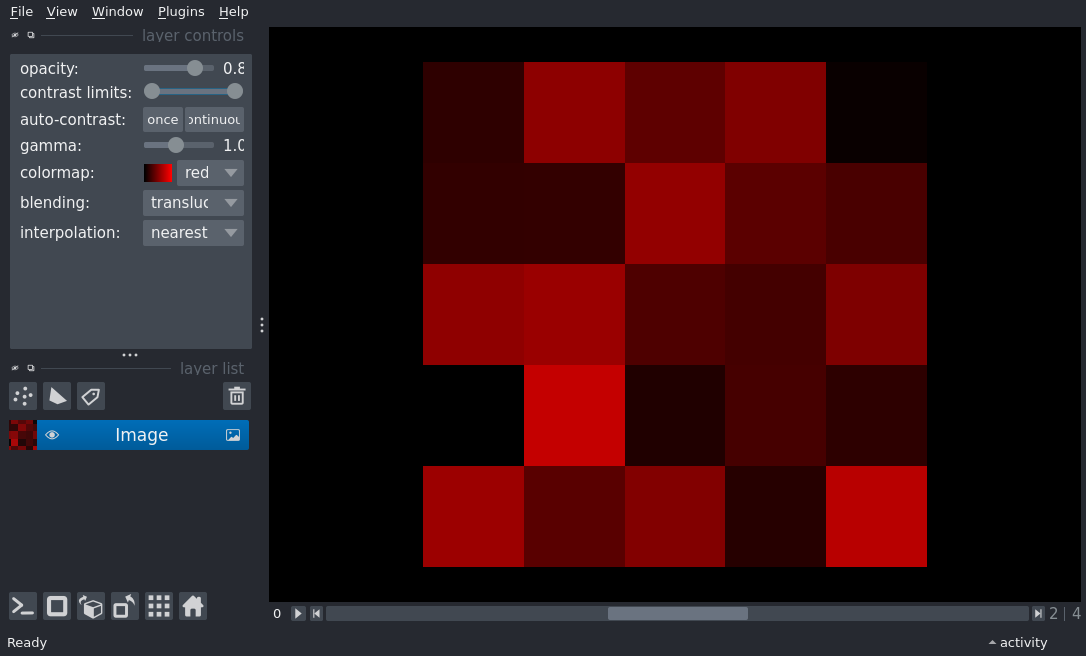 File View Window Plugins Help
layer controls
opacity: 0.8
contrast limits:
auto-contrast: once ontinuou
gamma: 1.0
colormap: red
blending: transluc
interpolation: nearest
layer list
Image
0 2 | 4
Ready activity